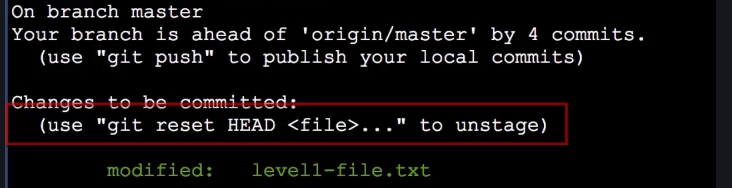 On branch master
Your branch is ahead of 'origin/master' by 4 commits.
(use "git push" to publish your local commits)
Changes to be committed:
(use "git reset HEAD <file>..." to unstage)
modified: level1-file.txt